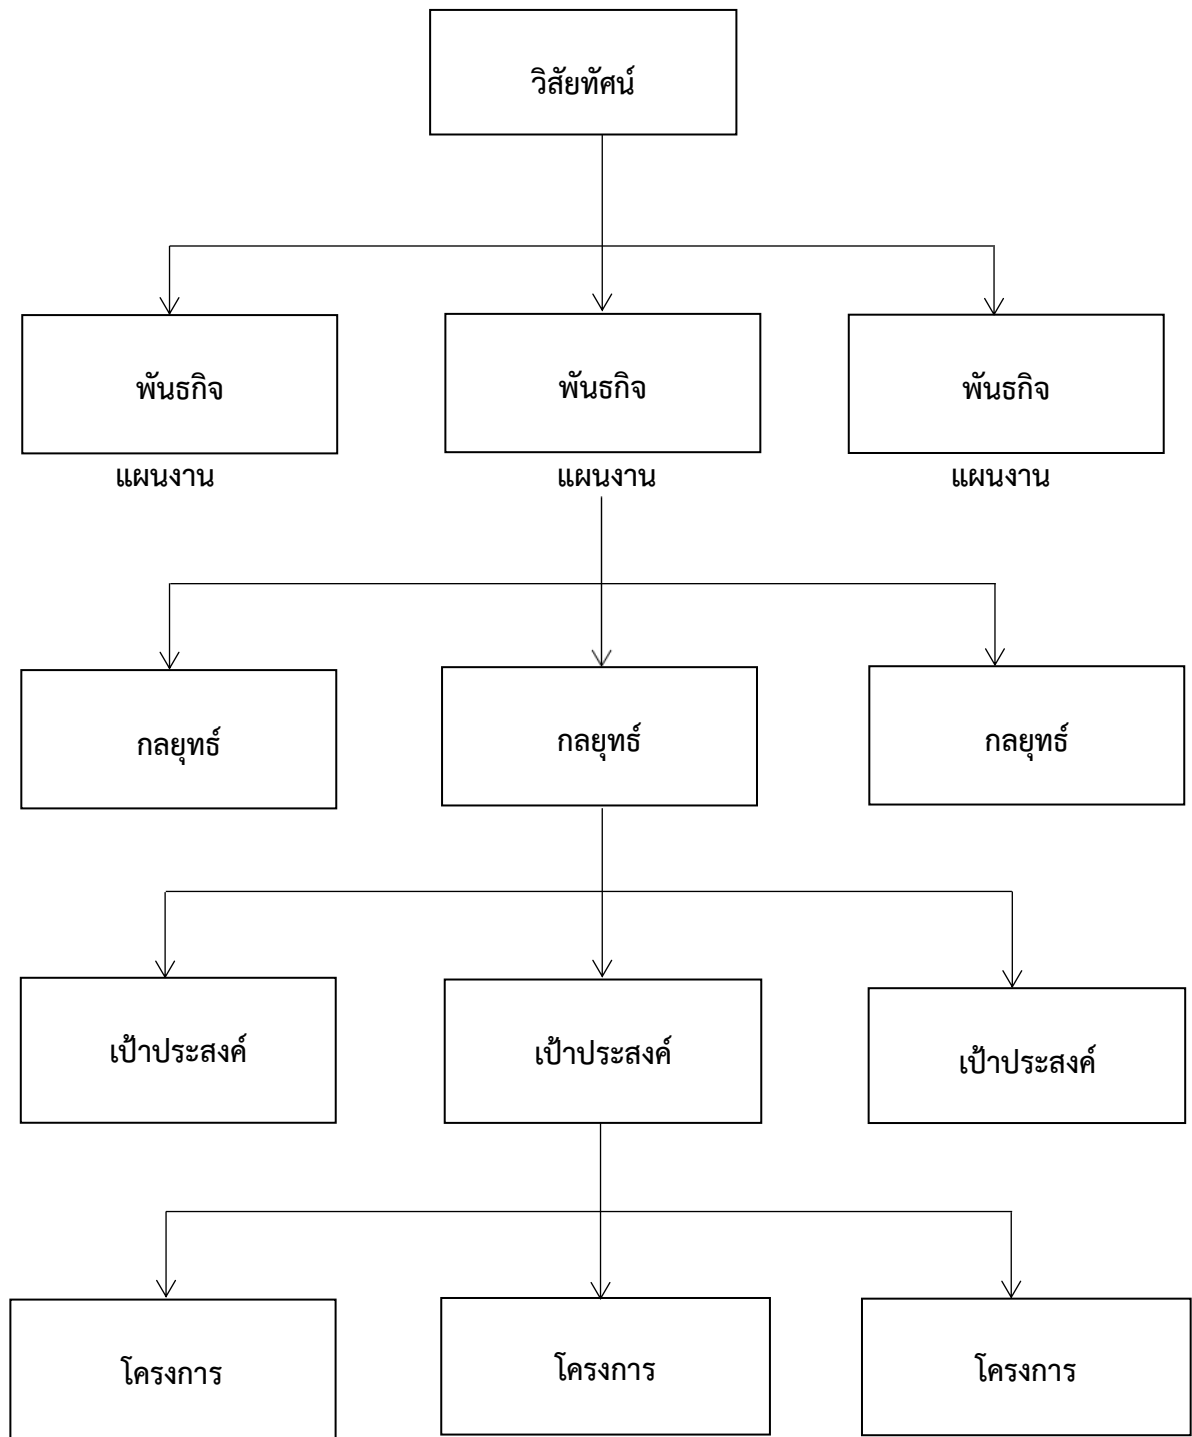 วิสัยทัศน์
พันธกิจ พันธกิจ พันธกิจ
แผนงาน แผนงาน แผนงาน
กลยุทธ์ กลยุทธ์ กลยุทธ์
เป้าประสงค์ เป้าประสงค์ เป้าประสงค์
โครงการ โครงการ โครงการ